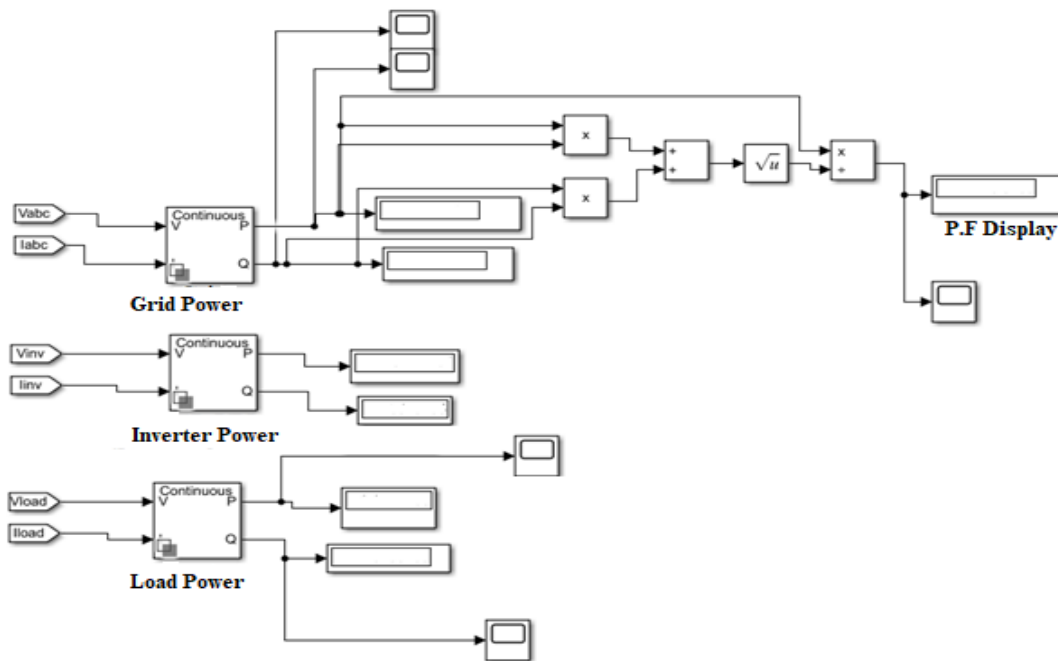 x
+
+
√u
x
÷
x
P.F Display
Vabc
Iabc
Continuous
V
P
I
Q
Grid Power
Vinv
Iinv
Continuous
V
P
Q
Inverter Power
Vload
Iload
Continuous
V
P
Q
Load Power